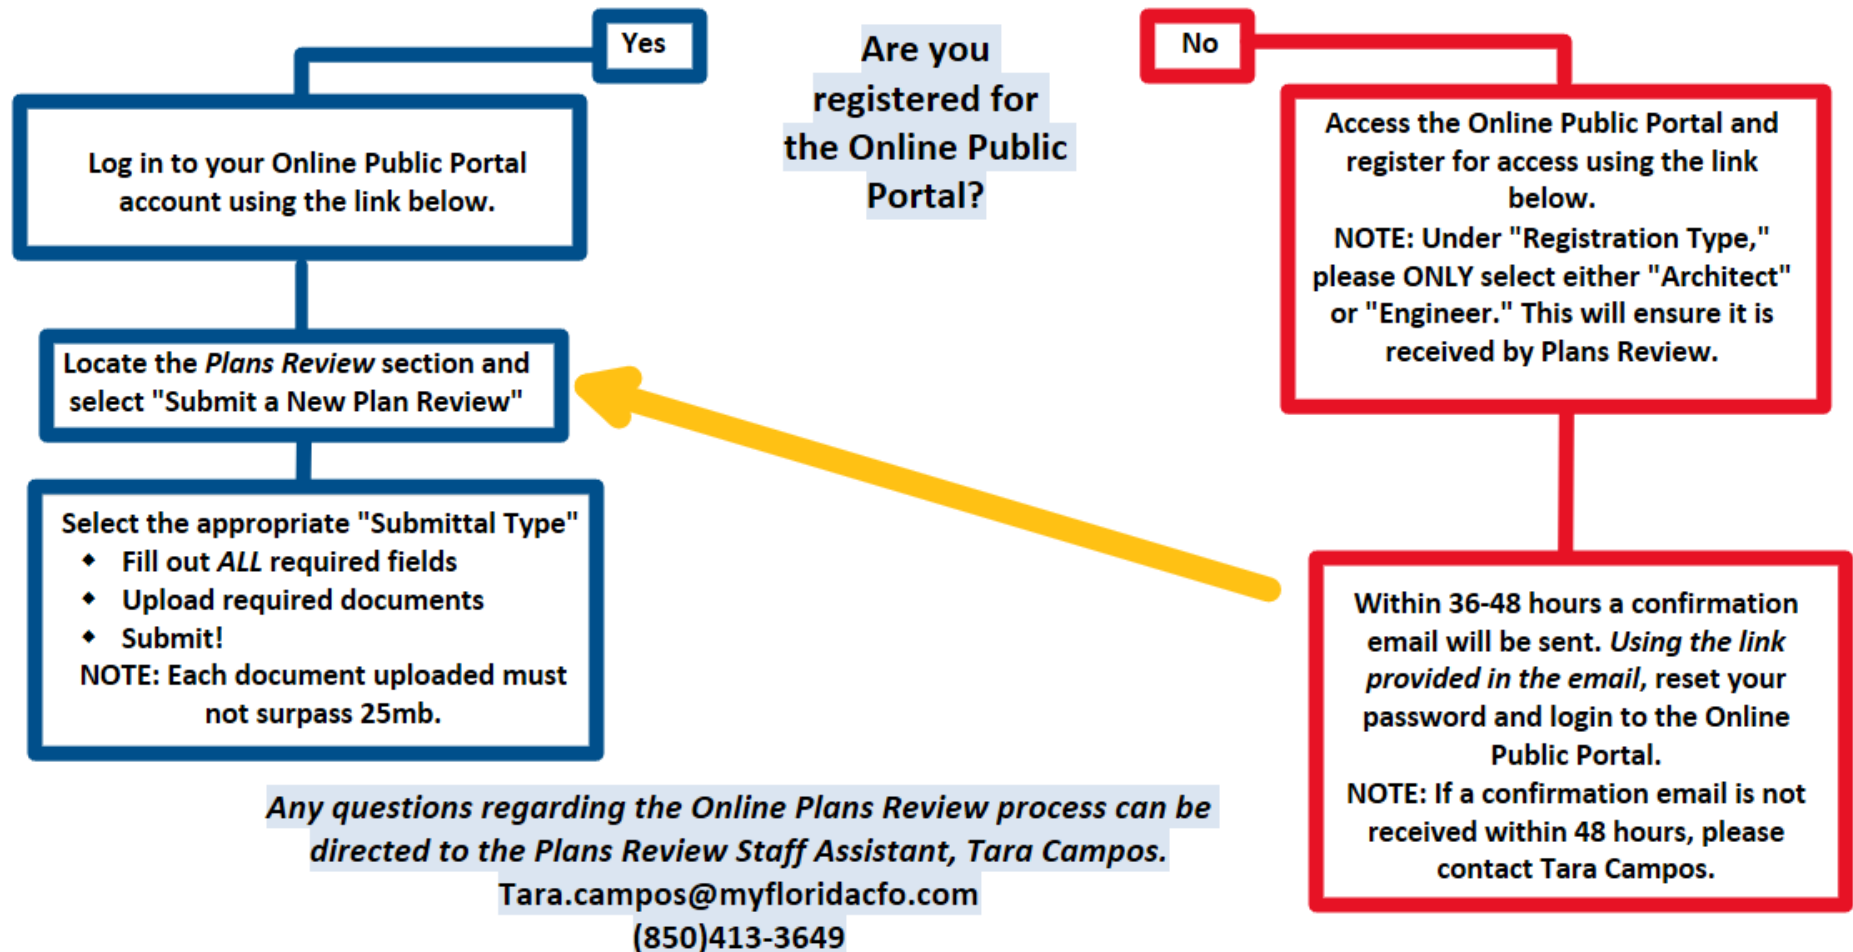 Are you
registered for
the Online Public
Portal?
Yes
Log in to your Online Public Portal
account using the link below.
Locate the Plans Review section and
select "Submit a New Plan Review"
Select the appropriate "Submittal Type"
◆ Fill out ALL required fields
◆ Upload required documents
◆ Submit!
NOTE: Each document uploaded must
not surpass 25mb.
No
Access the Online Public Portal and
register for access using the link
below.
NOTE: Under "Registration Type,"
please ONLY select either "Architect"
or "Engineer." This will ensure it is
received by Plans Review.
Within 36-48 hours a confirmation
email will be sent. Using the link
provided in the email, reset your
password and login to the Online
Public Portal.
NOTE: If a confirmation email is not
received within 48 hours, please
contact Tara Campos.
Any questions regarding the Online Plans Review process can be
directed to the Plans Review Staff Assistant, Tara Campos.
Tara.campos@myfloridacfo.com
(850)413-3649